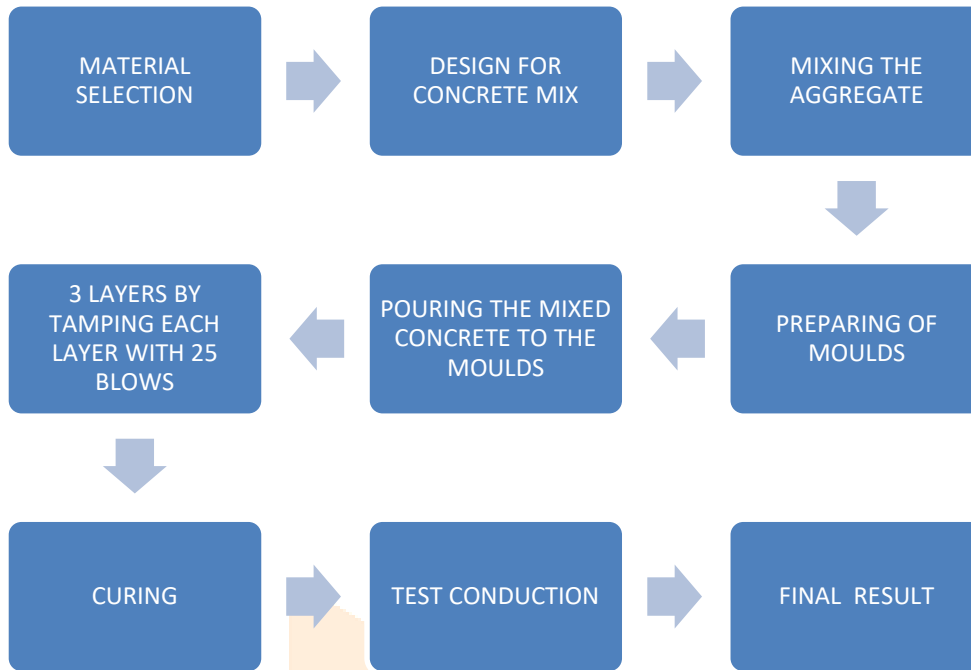 MATERIAL
SELECTION
DESIGN FOR
CONCRETE MIX
MIXING THE
AGGREGATE
PREPARING OF
MOULDS
POURING THE MIXED
CONCRETE TO THE
MOULDS
3 LAYERS BY
TAMPING EACH
LAYER WITH 25
BLOWS
CURING
TEST CONDUCTION
FINAL RESULT